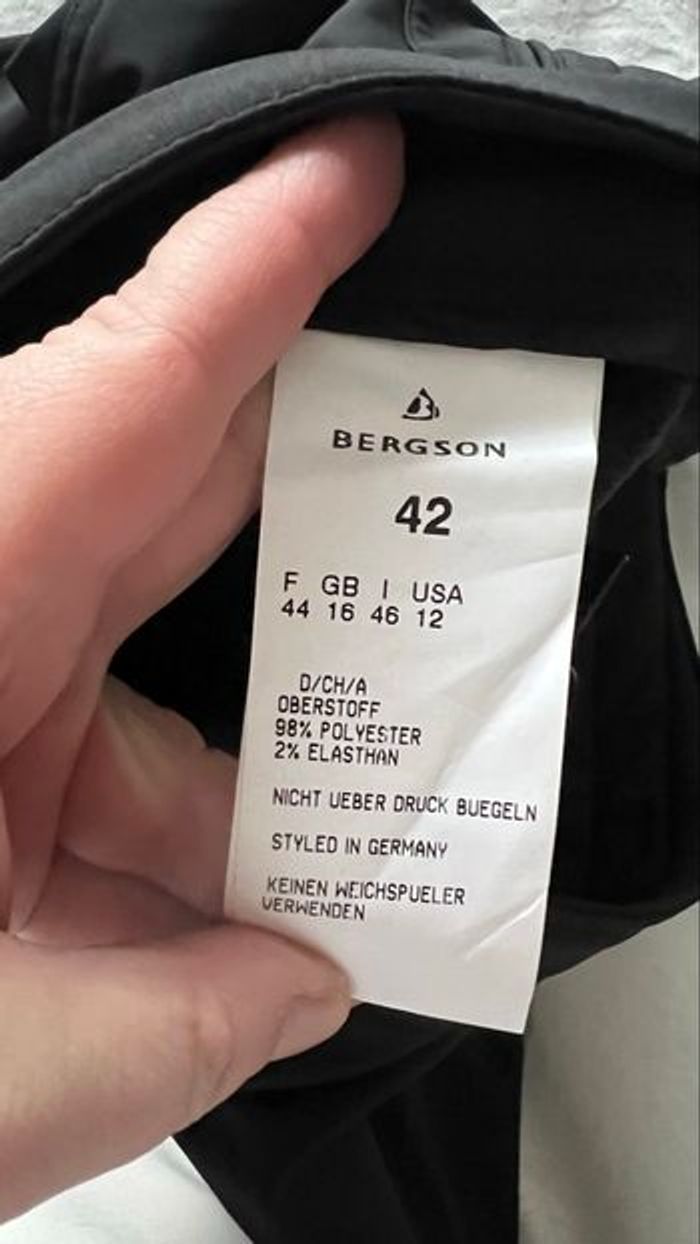 BERGSON
42
F GB I USA
44 16 46 12
D/CH/A
OBERSTOFF
98% POLYESTER
2% ELASTHAN
NICHT UEBER DRUCK BUEGELN
STYLED IN GERMANY
KEINEN WEICHSPUELER
VERWENDEN